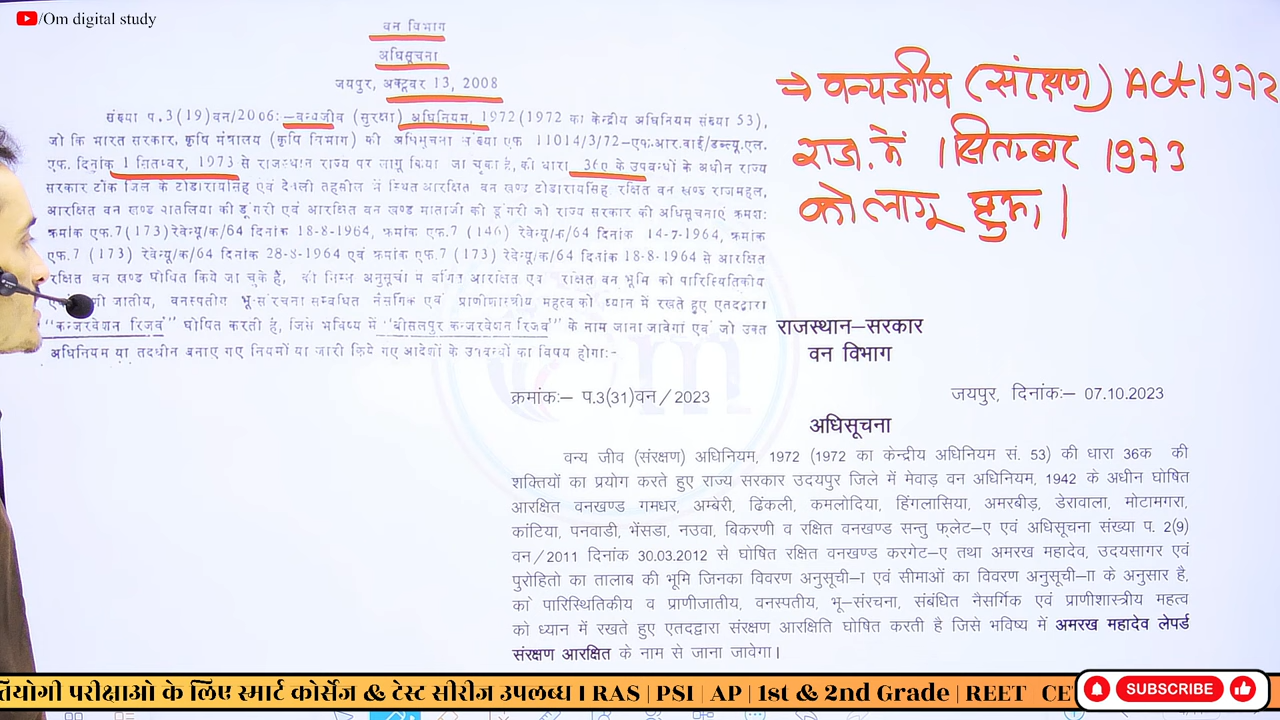 /Om digital study
वन विभाग
अधिसूचना
जयपुर, अक्टूबर 13, 2008
संख्या प.3(19)वन/2006:-वन्यजीव (सुरक्षा) अधिनियम, 1972(1972 का केन्द्रीय अधिनियम संख्या 53),
जो कि भारत सरकार, कृषि मंत्रालय (कृषि विभाग) की अधिसूचना संख्या एफ 11014/3/72-एफ.आर.वाई/डब्ल्यू.एल.
एफ. दिनांक 1 सितम्बर, 1973 से राजस्थान राज्य पर लागू किया जा चुका है, की धारा 36ए के उपबन्धों के अधीन राज्य
सरकार टोंक जिले के टोडारायसिंह एवं देवली तहसील में स्थित आरक्षित वन खण्ड टोडारायसिंह रक्षित वन खण्ड राजमहल,
आरक्षित वन खण्ड की डूंगरी एवं आरक्षित वन खण्ड माताजी की डूंगरी जो राज्य सरकार की अधिसूचनाएं क्रमश:
क्रमांक एफ.7(173)रेवेन्यू/क/64 दिनांक 18-8-1964, क्रमांक एफ.7 (146) रेवेन्यू/क/64 दिनांक 14-7-1964, क्रमांक
एफ.7 (173) रेवेन्यू/क/64 दिनांक 28-8-1964 एवं क्रमांक एफ.7 (173) रेवेन्यू/क/64 दिनांक 18-8-1964 से आरक्षित
रक्षित वन खण्ड घोषित किये जा चुके हैं, की निम्न अनुसूची में वर्णित आरक्षित एवं रक्षित वन भूमि को पारिस्थितिकीय
जातीय, वनस्पतीय भू-संरचना सम्बंधित नैसर्गिक एवं प्राणीशास्त्रीय महत्व को ध्यान में रखते हुए एतद्द्वारा
"कन्जरवेशन रिजर्व" घोषित करती है, जिसे भविष्य में "बीसलपुर कन्जरवेशन रिजर्व" के नाम जाना जावेगा एवं जो उक्त
अधिनियम या तदधीन बनाए गए नियमों या जारी किये गए आदेशों के उपबन्धों का विषय होगा:-
→ वन्यजीव (संरक्षण) Act-1972
राज. में 1 सितम्बर 1973
को लागू हुआ।
राजस्थान–सरकार
वन विभाग
क्रमांक:– प.3(31)वन/2023 जयपुर, दिनांक:– 07.10.2023
अधिसूचना
वन्य जीव (संरक्षण) अधिनियम, 1972 (1972 का केन्द्रीय अधिनियम सं. 53) की धारा 36क की
शक्तियों का प्रयोग करते हुए राज्य सरकार उदयपुर जिले में मेवाड़ वन अधिनियम, 1942 के अधीन घोषित
आरक्षित वनखण्ड गमधर, अम्बेरी, ढिंकली, कमलोदिया, हिंगलासिया, अमरबीड़, डेरावाला, मोटामगरा,
कांटिया, पनवाडी, भेंसडा, नउवा, बिकरणी व रक्षित वनखण्ड सन्तु फ्लेट–ए एवं अधिसूचना संख्या प. 2(9)
वन/2011 दिनांक 30.03.2012 से घोषित रक्षित वनखण्ड करगेट–ए तथा अमरख महादेव, उदयसागर एवं
पुरोहितो का तालाब की भूमि जिनका विवरण अनुसूची–I एवं सीमाओं का विवरण अनुसूची–II के अनुसार है,
को पारिस्थितिकीय व प्राणीजातीय, वनस्पतीय, भू–संरचना, संबंधित नैसर्गिक एवं प्राणीशास्त्रीय महत्व
को ध्यान में रखते हुए एतदद्वारा संरक्षण आरक्षिति घोषित करती है जिसे भविष्य में अमरख महादेव लेपर्ड
संरक्षण आरक्षित के नाम से जाना जावेगा।
तियोगी परीक्षाओ के लिए स्मार्ट कोर्सेज & टेस्ट सीरीज उपलब्ध । RAS | PSI | AP | 1st & 2nd Grade | REET CE
SUBSCRIBE